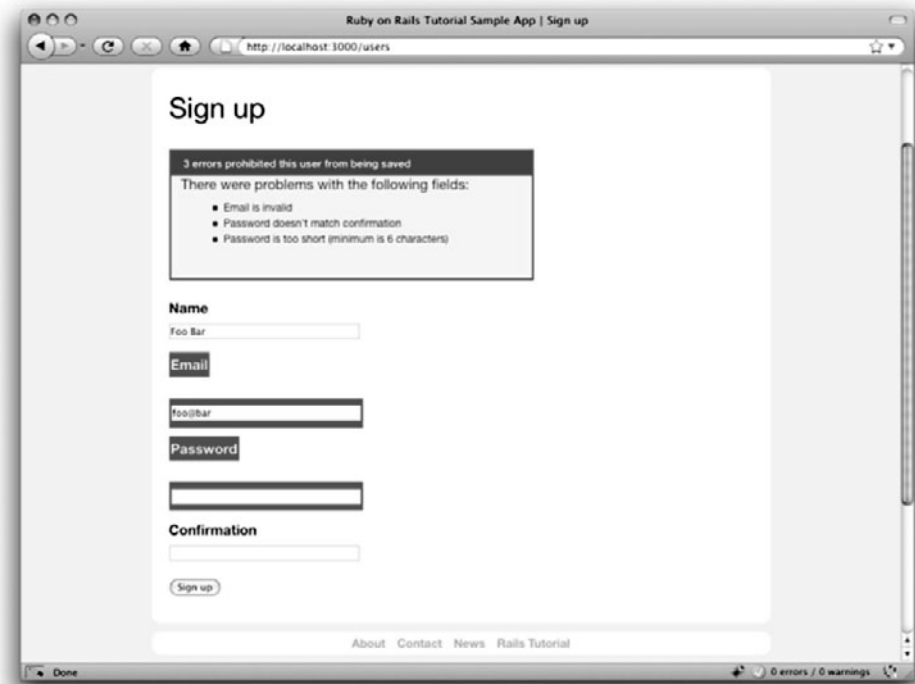 Ruby on Rails Tutorial Sample App | Sign up
http://localhost:3000/users
Sign up
3 errors prohibited this user from being saved
There were problems with the following fields:
Email is invalid
Password doesn't match confirmation
Password is too short (minimum is 6 characters)
Name
Foo Bar
Email
foo@bar
Password
Confirmation
Sign up
About Contact News Rails Tutorial
Done
0 errors / 0 warnings